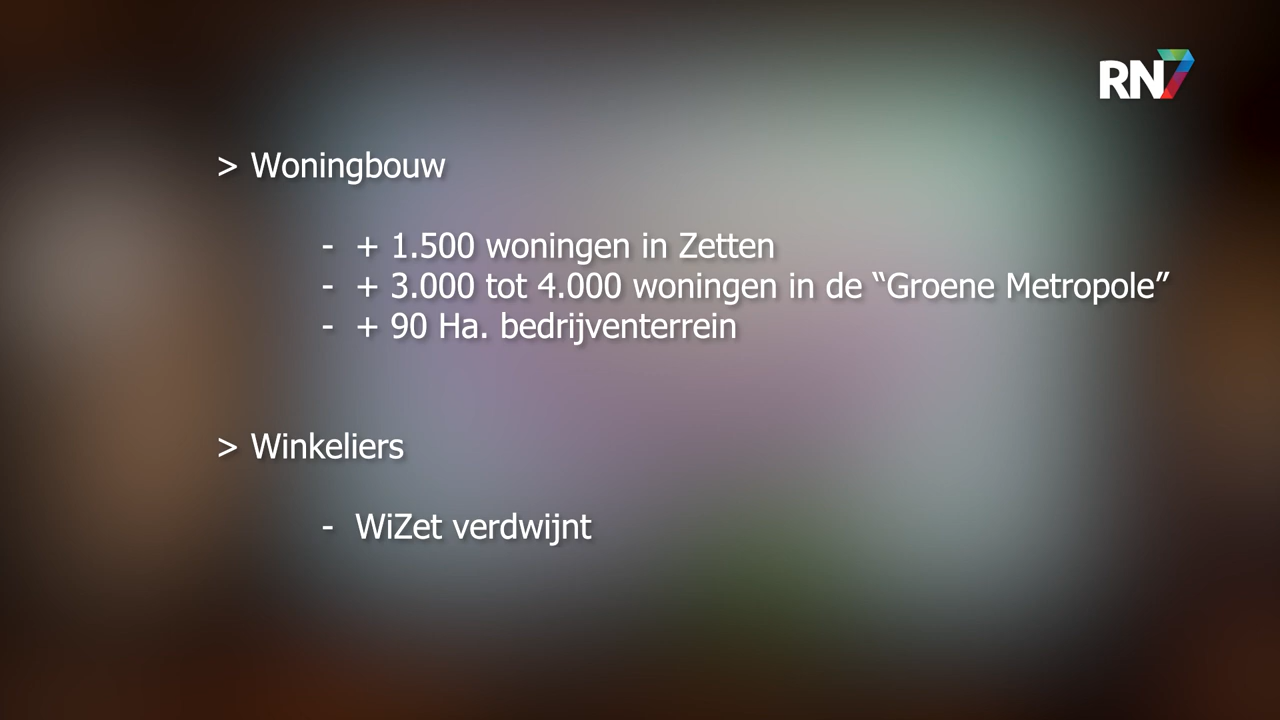 RN7
> Woningbouw
- + 1.500 woningen in Zetten
- + 3.000 tot 4.000 woningen in de “Groene Metropole”
- + 90 Ha. bedrijventerrein
> Winkeliers
- WiZet verdwijnt